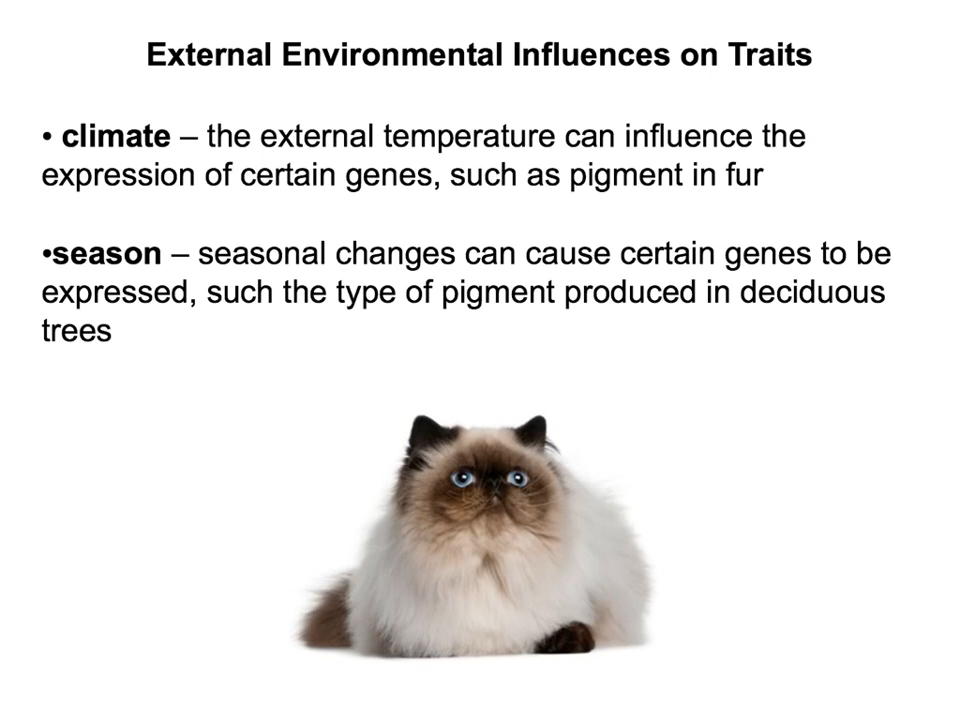 External Environmental Influences on Traits
• climate – the external temperature can influence the
expression of certain genes, such as pigment in fur
•season – seasonal changes can cause certain genes to be
expressed, such the type of pigment produced in deciduous
trees